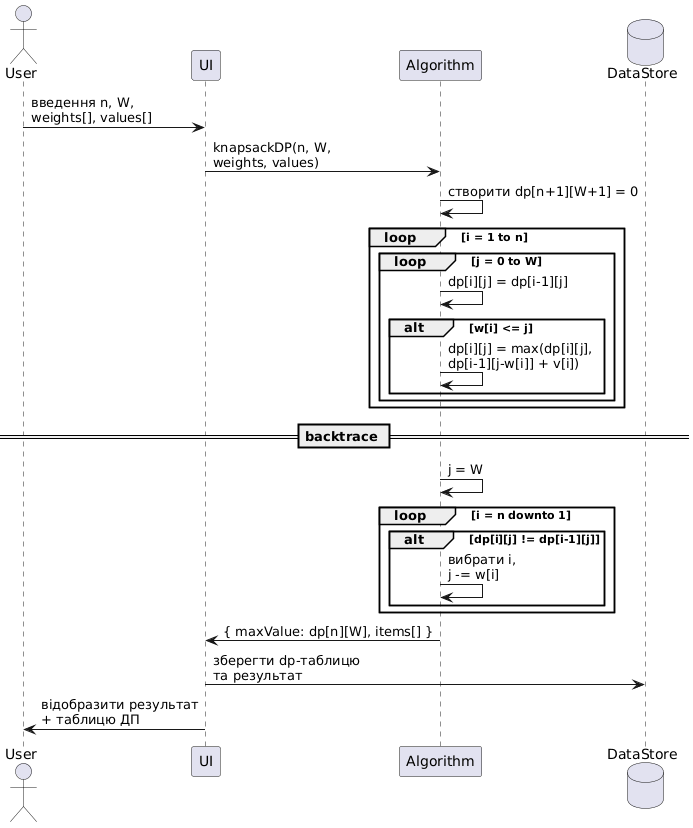 User
UI
Algorithm
DataStore
введення n, W,
weights[], values[]
knapsackDP(n, W,
weights, values)
створити dp[n+1][W+1] = 0
loop [i = 1 to n]
loop [j = 0 to W]
dp[i][j] = dp[i-1][j]
alt [w[i] <= j]
dp[i][j] = max(dp[i][j],
dp[i-1][j-w[i]] + v[i])
backtrace
j = W
loop [i = n downto 1]
alt [dp[i][j] != dp[i-1][j]]
вибрати i,
j -= w[i]
{ maxValue: dp[n][W], items[] }
зберегти dp-таблицю
та результат
відобразити результат
+ таблицю ДП
User
UI
Algorithm
DataStore